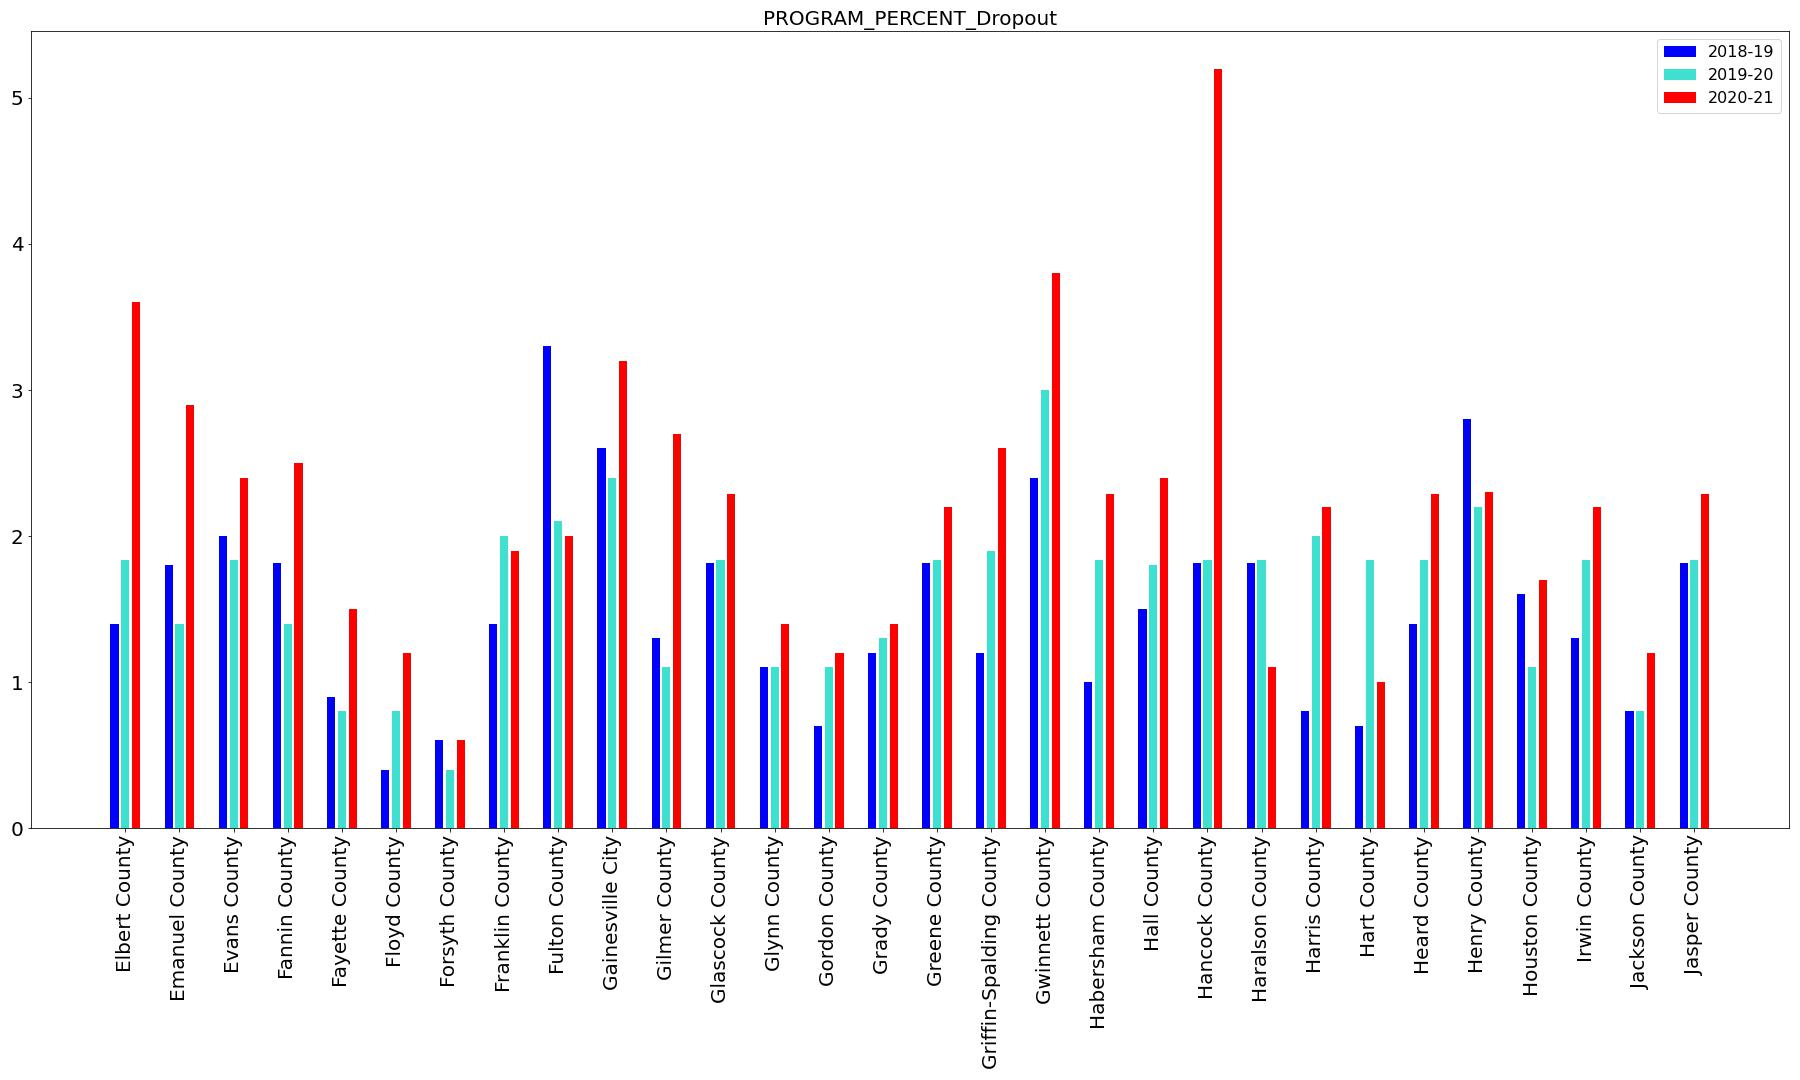 PROGRAM_PERCENT_Dropout
2018-19
2019-20
2020-21
5
4
3
2
1
0
Elbert County
Emanuel County
Evans County
Fannin County
Fayette County
Floyd County
Forsyth County
Franklin County
Fulton County
Gainesville City
Gilmer County
Glascock County
Glynn County
Gordon County
Grady County
Greene County
Griffin-Spalding County
Gwinnett County
Habersham County
Hall County
Hancock County
Haralson County
Harris County
Hart County
Heard County
Henry County
Houston County
Irwin County
Jackson County
Jasper County